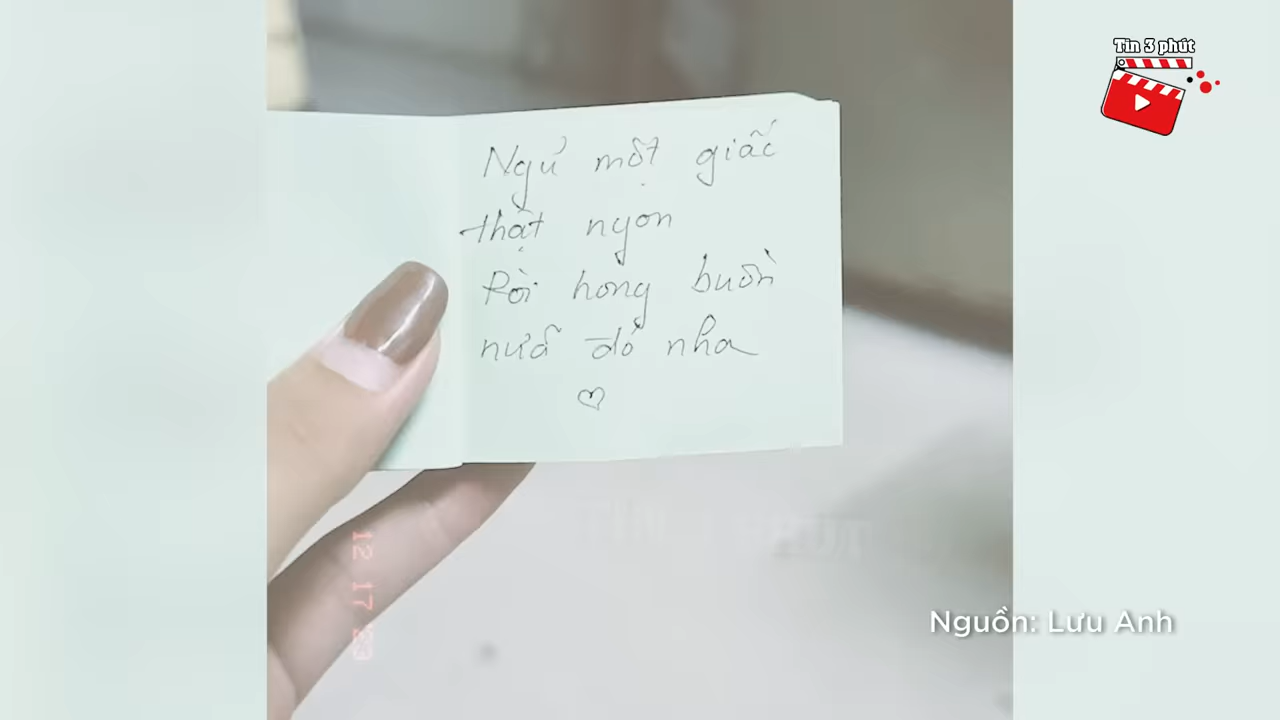 Tin 3 phút
Ngủ một giấc
thật ngon
Rồi hong buồn
nữa đó nha
12 17 23
Nguồn: Lưu Anh